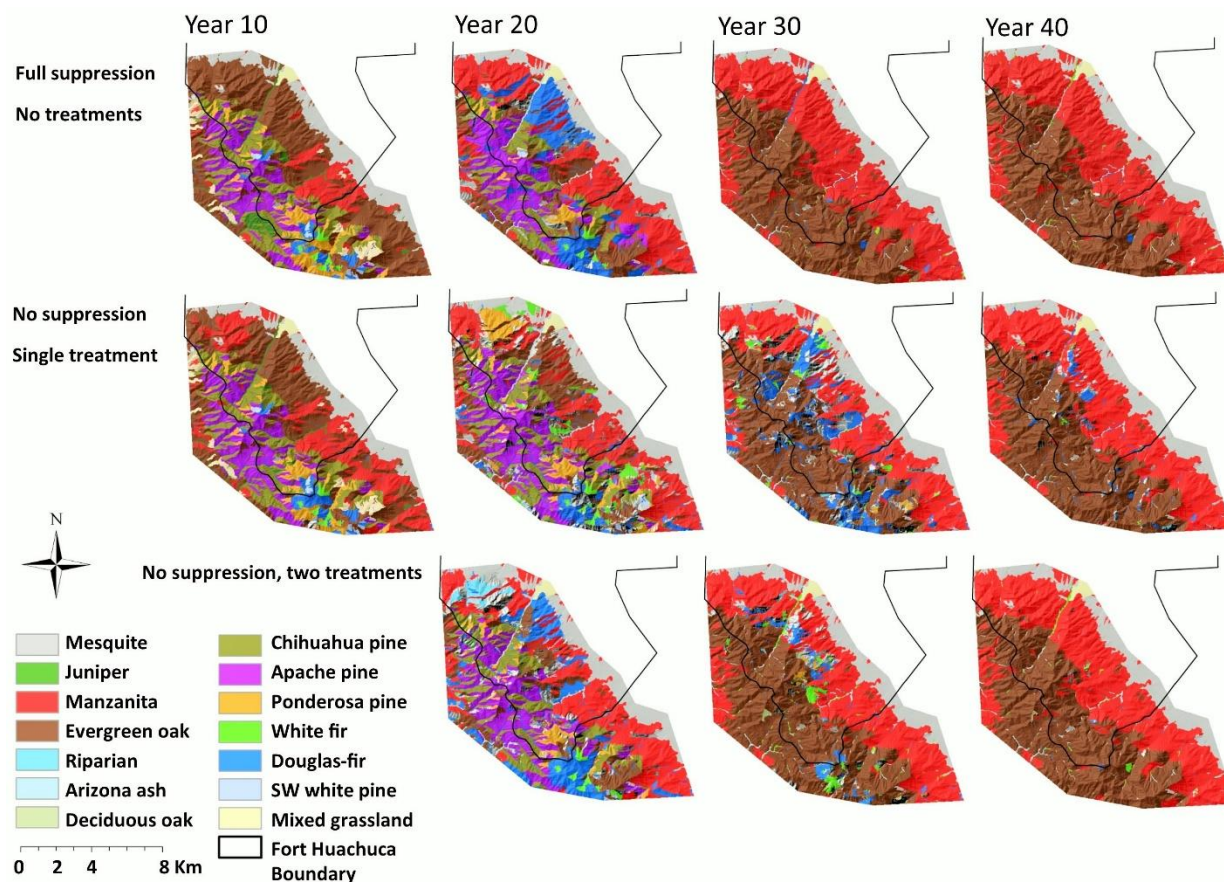 Year 10
Year 20
Year 30
Year 40
Full suppression
No treatments
No suppression
Single treatment
N
No suppression, two treatments
Mesquite
Juniper
Manzanita
Evergreen oak
Riparian
Arizona ash
Deciduous oak
Chihuahua pine
Apache pine
Ponderosa pine
White fir
Douglas-fir
SW white pine
Mixed grassland
Fort Huachuca
Boundary
0 2 4 8 Km